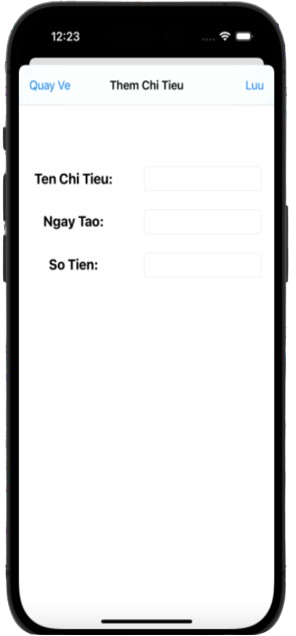 12:23
Quay Ve Them Chi Tieu Luu
Ten Chi Tieu:
Ngay Tao:
So Tien: